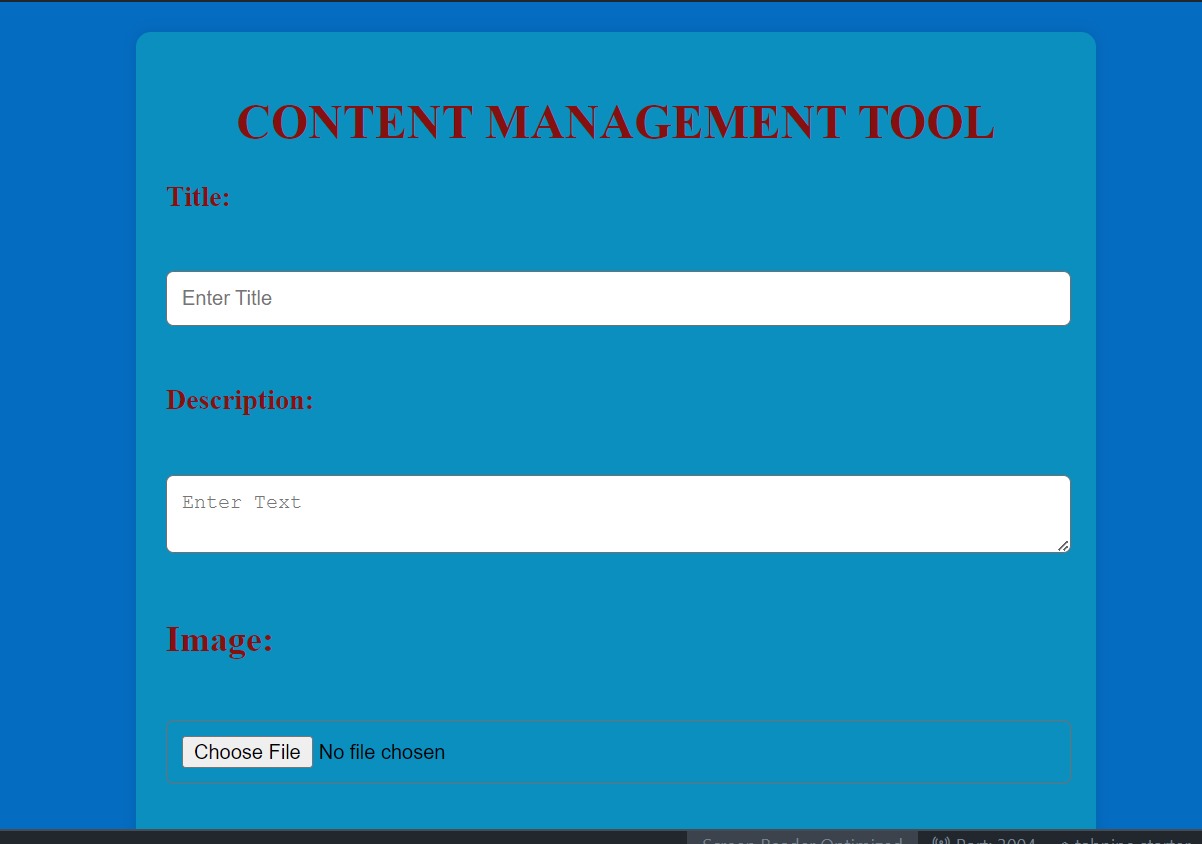 CONTENT MANAGEMENT TOOL
Title:
Enter Title
Description:
Enter Text
Image:
Choose File No file chosen
Screen Reader Optimized Port: 3004